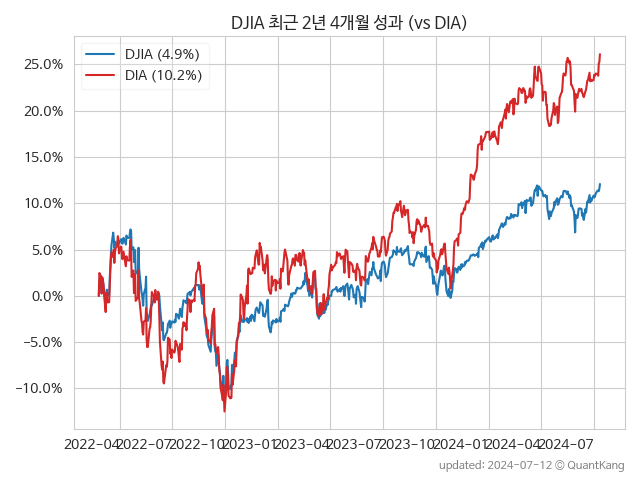 DJIA 최근 2년 4개월 성과 (vs DIA)
DJIA (4.9%)
DIA (10.2%)
25.0%
20.0%
15.0%
10.0%
5.0%
0.0%
−5.0%
−10.0%
2022-04 2022-07 2022-10 2023-01 2023-04 2023-07 2023-10 2024-01 2024-04 2024-07
updated: 2024-07-12 © QuantKang